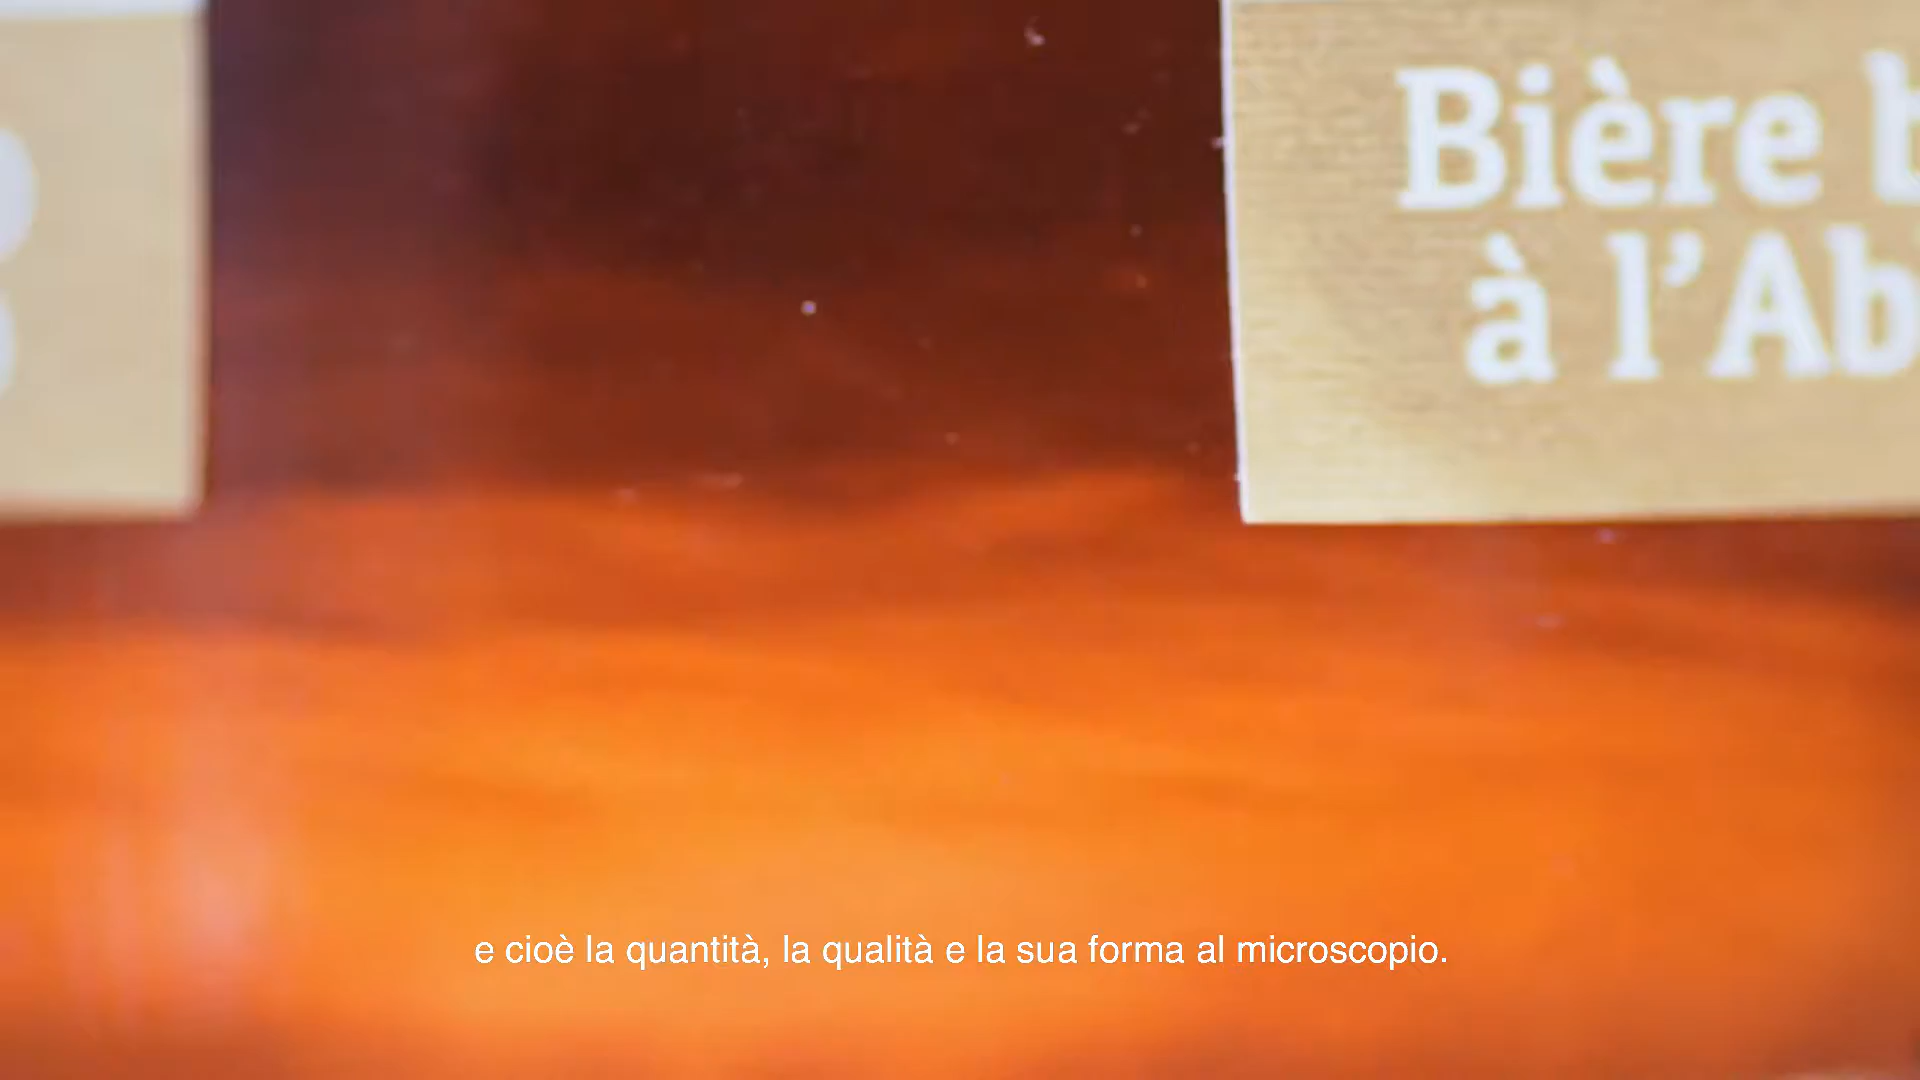 Bière
à l'Ab
e cioè la quantità, la qualità e la sua forma al microscopio.